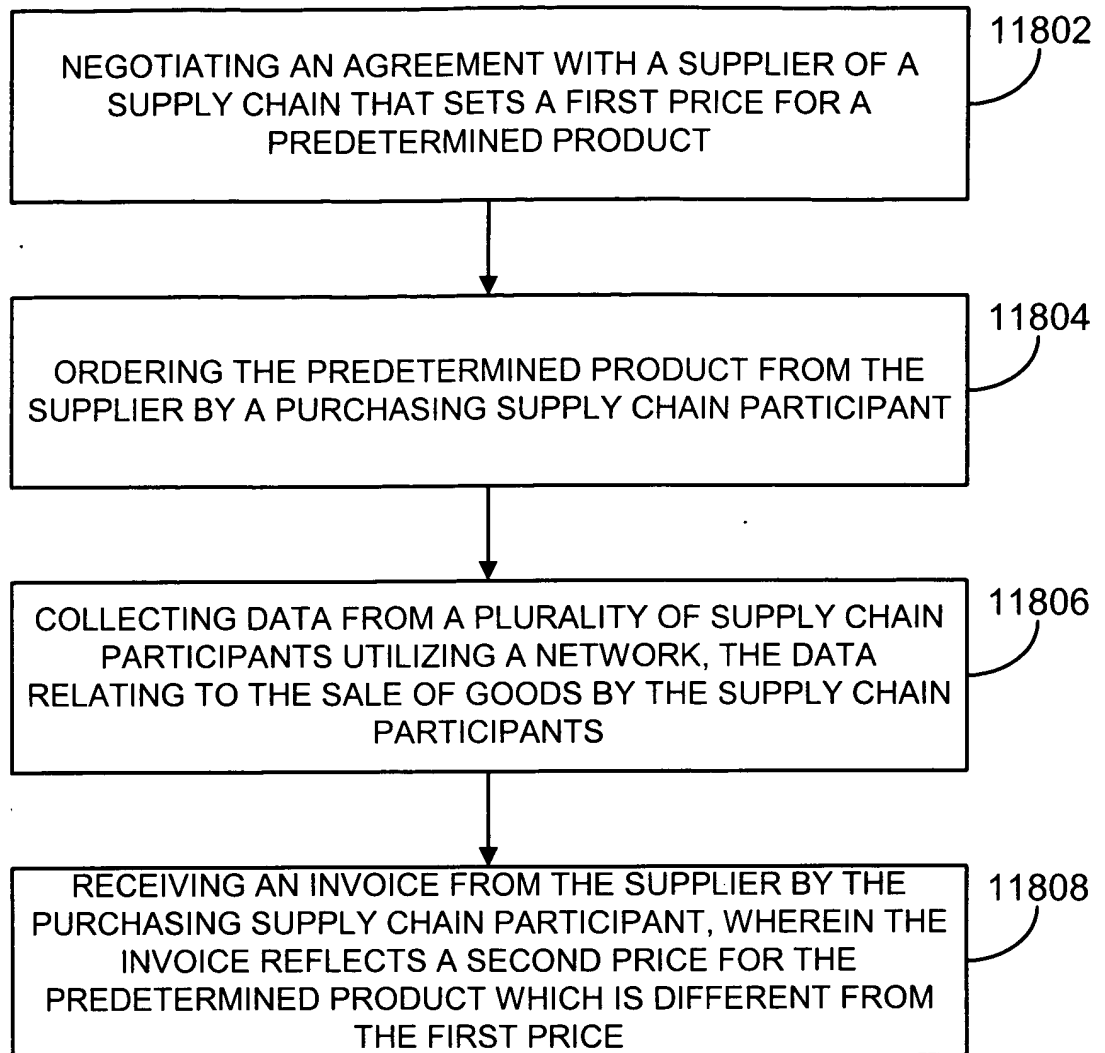 11802
NEGOTIATING AN AGREEMENT WITH A SUPPLIER OF A
SUPPLY CHAIN THAT SETS A FIRST PRICE FOR A
PREDETERMINED PRODUCT
11804
ORDERING THE PREDETERMINED PRODUCT FROM THE
SUPPLIER BY A PURCHASING SUPPLY CHAIN PARTICIPANT
11806
COLLECTING DATA FROM A PLURALITY OF SUPPLY CHAIN
PARTICIPANTS UTILIZING A NETWORK, THE DATA
RELATING TO THE SALE OF GOODS BY THE SUPPLY CHAIN
PARTICIPANTS
11808
RECEIVING AN INVOICE FROM THE SUPPLIER BY THE
PURCHASING SUPPLY CHAIN PARTICIPANT, WHEREIN THE
INVOICE REFLECTS A SECOND PRICE FOR THE
PREDETERMINED PRODUCT WHICH IS DIFFERENT FROM
THE FIRST PRICE